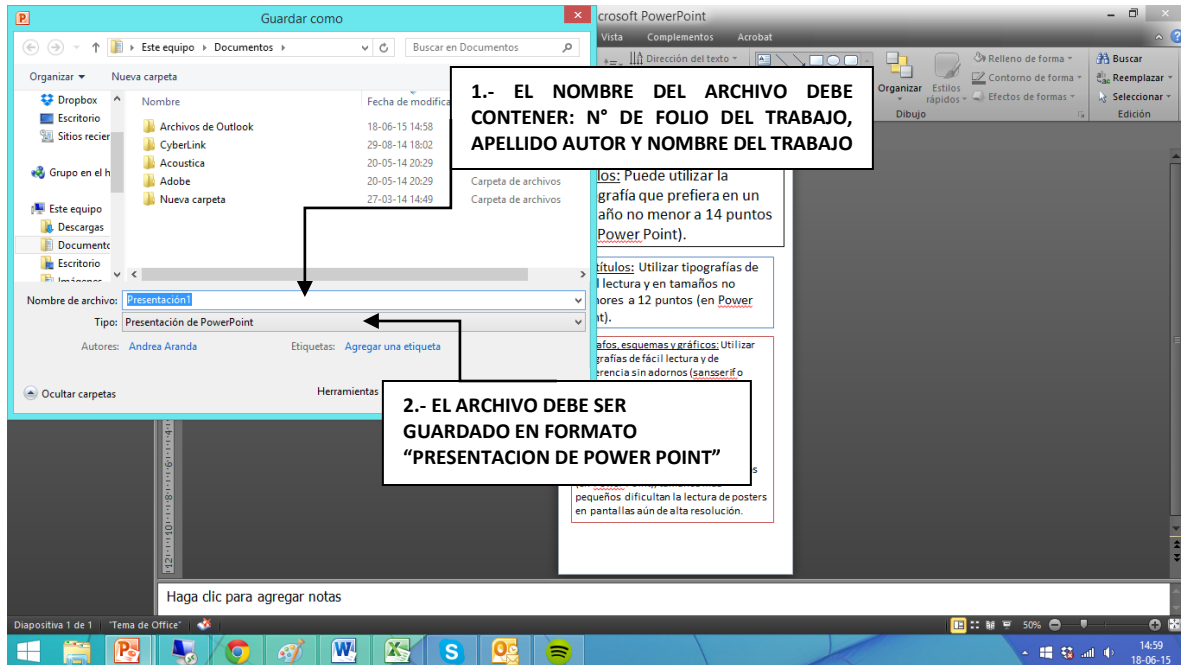 Guardar como
crosoft PowerPoint
Este equipo Documentos
Buscar en Documentos
Vista Complementos Acrobat
Organizar Nueva carpeta
Dirección del texto
Organizar
Estilos rápidos
Relleno de forma
Contorno de forma
Efectos de formas
Dibujo
Buscar
Reemplazar
Seleccionar
Edición
Dropbox
Escritorio
Sitios recier
Grupo en el h
Este equipo
Descargas
Documento
Escritorio
Nombre Fecha de modifica
Archivos de Outlook 18-06-15 14:58
CyberLink 29-08-14 18:02
Acoustica 20-05-14 20:29
Adobe 20-05-14 20:29 Carpeta de archivos
Nueva carpeta 27-03-14 14:49 Carpeta de archivos
1.- EL NOMBRE DEL ARCHIVO DEBE
CONTENER: N° DE FOLIO DEL TRABAJO,
APELLIDO AUTOR Y NOMBRE DEL TRABAJO
los: Puede utilizar la
grafía que prefiera en un
año no menor a 14 puntos
Power Point).
títulos: Utilizar tipografías de
l lectura y en tamaños no
ores a 12 puntos (en Power
nt).
afos, esquemas y gráficos: Utilizar
grafías de fácil lectura y de
erencia sin adornos (sansserif o
Nombre de archivo: Presentación1
Tipo: Presentación de PowerPoint
Autores: Andrea Aranda Etiquetas: Agregar una etiqueta
Ocultar carpetas Herramientas
2.- EL ARCHIVO DEBE SER
GUARDADO EN FORMATO
“PRESENTACION DE POWER POINT”
pequeños dificultan la lectura de posters
en pantallas aún de alta resolución.
Haga clic para agregar notas
Diapositiva 1 de 1 "Tema de Office" 50%
14:59
18-06-15